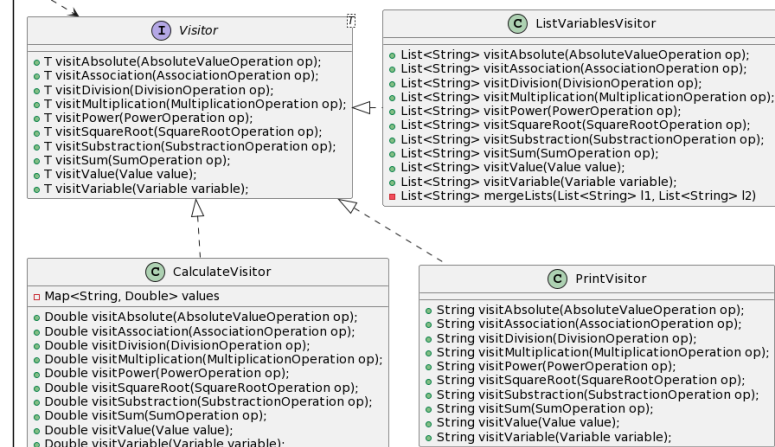 I Visitor
T
T visitAbsolute(AbsoluteValueOperation op);
T visitAssociation(AssociationOperation op);
T visitDivision(DivisionOperation op);
T visitMultiplication(MultiplicationOperation op);
T visitPower(PowerOperation op);
T visitSquareRoot(SquareRootOperation op);
T visitSubstraction(SubstractionOperation op);
T visitSum(SumOperation op);
T visitValue(Value value);
T visitVariable(Variable variable);
C ListVariablesVisitor
List<String> visitAbsolute(AbsoluteValueOperation op);
List<String> visitAssociation(AssociationOperation op);
List<String> visitDivision(DivisionOperation op);
List<String> visitMultiplication(MultiplicationOperation op);
List<String> visitPower(PowerOperation op);
List<String> visitSquareRoot(SquareRootOperation op);
List<String> visitSubstraction(SubstractionOperation op);
List<String> visitSum(SumOperation op);
List<String> visitValue(Value value);
List<String> visitVariable(Variable variable);
List<String> mergeLists(List<String> l1, List<String> l2)
C CalculateVisitor
Map<String, Double> values
Double visitAbsolute(AbsoluteValueOperation op);
Double visitAssociation(AssociationOperation op);
Double visitDivision(DivisionOperation op);
Double visitMultiplication(MultiplicationOperation op);
Double visitPower(PowerOperation op);
Double visitSquareRoot(SquareRootOperation op);
Double visitSubstraction(SubstractionOperation op);
Double visitSum(SumOperation op);
Double visitValue(Value value);
Double visitVariable(Variable variable);
C PrintVisitor
String visitAbsolute(AbsoluteValueOperation op);
String visitAssociation(AssociationOperation op);
String visitDivision(DivisionOperation op);
String visitMultiplication(MultiplicationOperation op);
String visitPower(PowerOperation op);
String visitSquareRoot(SquareRootOperation op);
String visitSubstraction(SubstractionOperation op);
String visitSum(SumOperation op);
String visitValue(Value value);
String visitVariable(Variable variable);